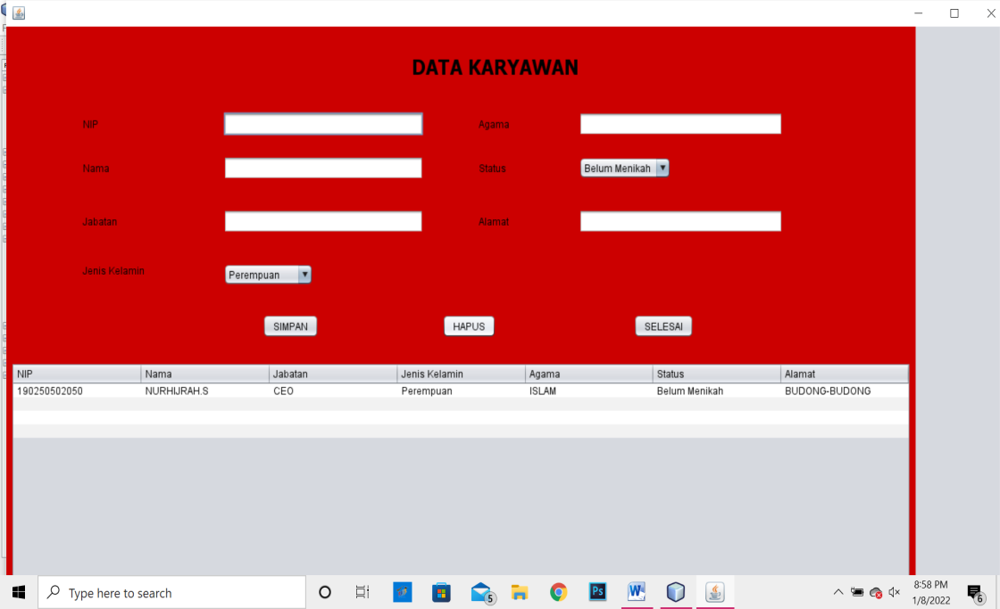 DATA KARYAWAN
NIP Agama
Nama Status Belum Menikah
Jabatan Alamat
Jenis Kelamin Perempuan
SIMPAN HAPUS SELESAI
NIP Nama Jabatan Jenis Kelamin Agama Status Alamat
190250502050 NURHIJRAH.S CEO Perempuan ISLAM Belum Menikah BUDONG-BUDONG
Type here to search 5 Ps W 8:58 PM
1/8/2022 6